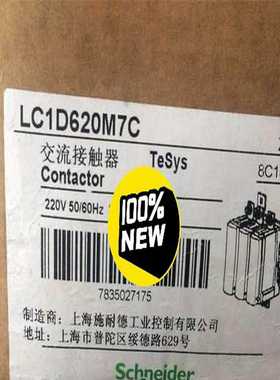 LC1D620M7C
交流接触器 TeSys
Contactor
220V 50/60Hz
100%
NEW
7835027175
制造商：上海施耐德工业控制有限公司
地址：上海市普陀区绥德路629号
Schneider